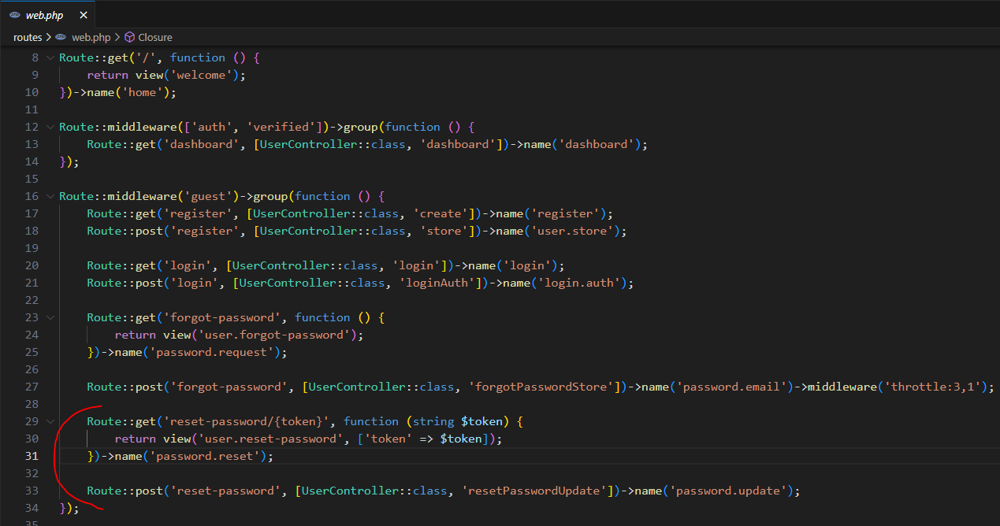 web.php ×
routes > web.php > Closure
8 Route::get('/', function () {
9 return view('welcome');
10 })->name('home');
11
12 Route::middleware(['auth', 'verified'])->group(function () {
13 Route::get('dashboard', [UserController::class, 'dashboard'])->name('dashboard');
14 });
15
16 Route::middleware('guest')->group(function () {
17 Route::get('register', [UserController::class, 'create'])->name('register');
18 Route::post('register', [UserController::class, 'store'])->name('user.store');
19
20 Route::get('login', [UserController::class, 'login'])->name('login');
21 Route::post('login', [UserController::class, 'loginAuth'])->name('login.auth');
22
23 Route::get('forgot-password', function () {
24 return view('user.forgot-password');
25 })->name('password.request');
26
27 Route::post('forgot-password', [UserController::class, 'forgotPasswordStore'])->name('password.email')->middleware('throttle:3,1');
28
29 Route::get('reset-password/{token}', function (string $token) {
30 return view('user.reset-password', ['token' => $token]);
31 })->name('password.reset');
32
33 Route::post('reset-password', [UserController::class, 'resetPasswordUpdate'])->name('password.update');
34 });
35